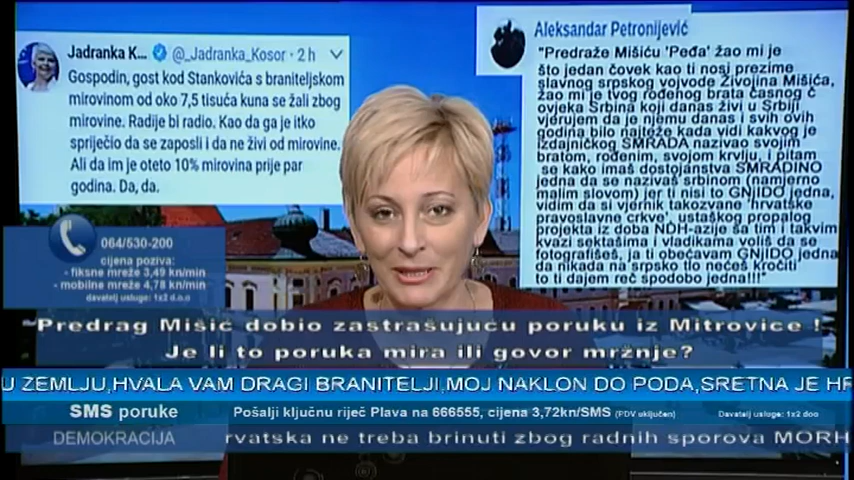 Jadranka K... @_Jadranka_Kosor · 2 h
Gospodin, gost kod Stankovića s braniteljskom
mirovinom od oko 7,5 tisuća kuna se žali zbog
mirovine. Radije bi radio. Kao da ga je itko
spriječio da se zaposli i da ne živi od mirovine.
Ali da im je oteto 10% mirovina prije par
godina. Da, da.
Aleksandar Petronijević
"Predraže Mišiću 'Peđa' žao mi je
što jedan čovek kao ti nosi prezime
slavnog srpskog vojvode Živojina Mišića,
žao mi je tvog rođenog brata časnog č
ovjeka Srbina koji danas živi u Srbiji
vjerujem da je njemu danas i svih ovih
godina bilo najteže kada vidi kakvog je
izdajničkog SMRADA nazivao svojim
bratom, rođenim, svojom krvlju, i pitam
se kako imaš dostojanstva SMRADINO
jedna da se nazivaš srbinom (namjerno
malim slovom) jer ti nisi to GNjIDO jedna,
vidim da si vjernik takozvane 'hrvatske
pravoslavne crkve', ustaškog propalog
projekta iz doba NDH-azije ša tim i takvim
kvazi sektašima i vladikama voliš da se
fotografišeš, ja ti obećavam GNjIDO jedna
da nikada na srpsko tlo nećeš kročiti
to ti dajem reč spodobo jedna!!!"
064/530-200
cijena poziva:
- fiksne mreže 3,49 kn/min
- mobilne mreže 4,78 kn/min
davatelj usluge: 1x2 d.o.o
Predrag Mišić dobio zastrašujucu poruku iz Mitrovice !
Je li to poruka mira ili govor mržnje?
U ZEMLJU,HVALA VAM DRAGI BRANITELJI,MOJ NAKLON DO PODA,SRETNA JE HR
SMS poruke Pošalji ključnu riječ Plava na 666555, cijena 3,72kn/SMS (PDV uključen) Davatelj usluge: 1x2 doo
DEMOKRACIJA rvatska ne treba brinuti zbog radnih sporova MORH